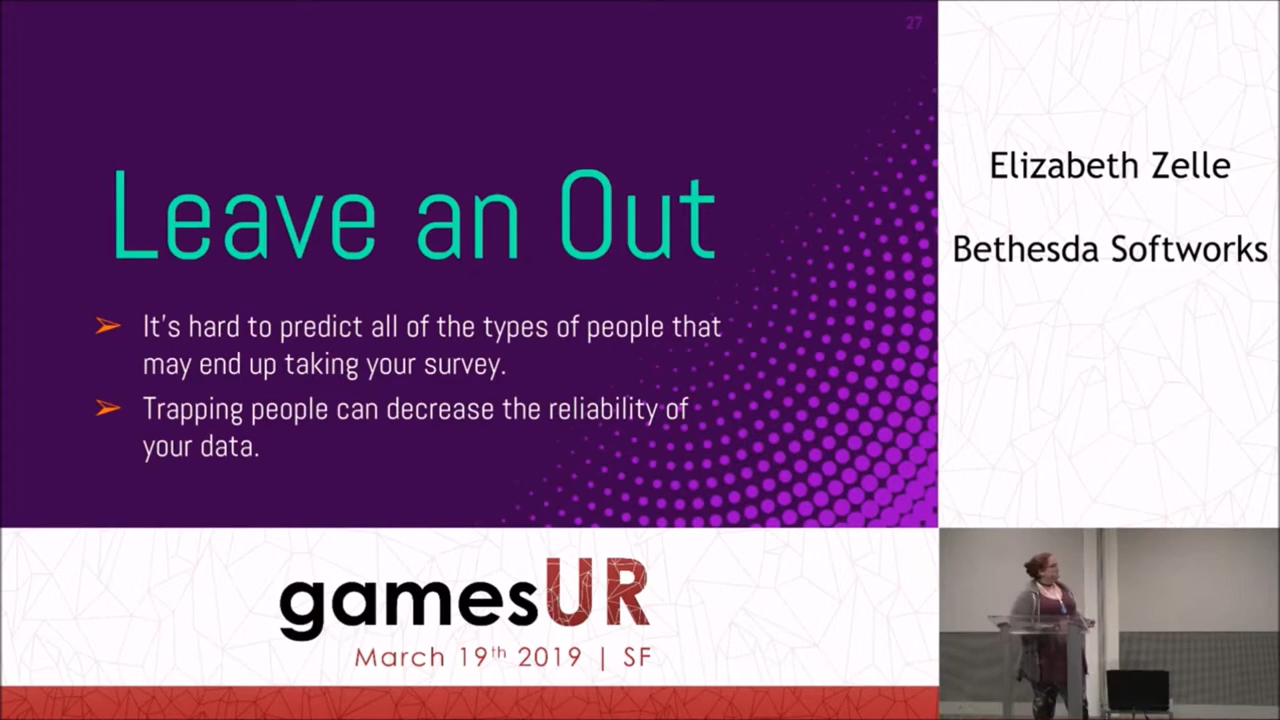 27
Leave an Out
➢ It's hard to predict all of the types of people that
may end up taking your survey.
➢ Trapping people can decrease the reliability of
your data.
Elizabeth Zelle
Bethesda Softworks
gamesUR
March 19th 2019 | SF